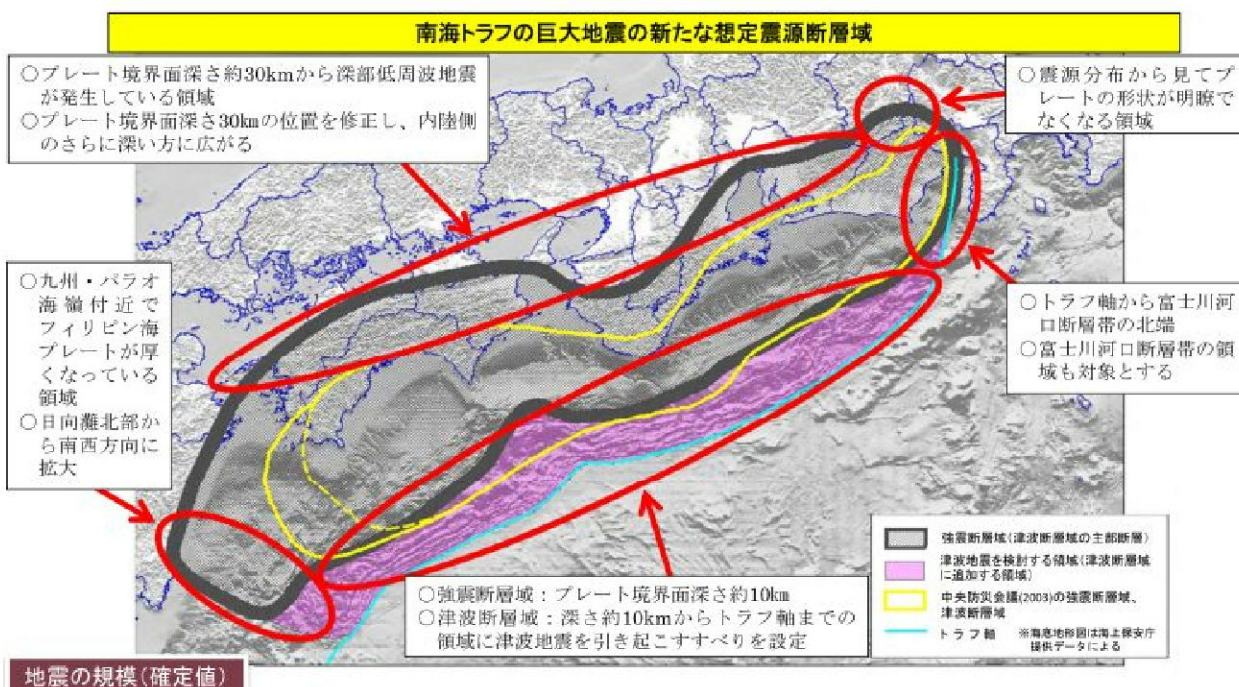 南海トラフの巨大地震の新たな想定震源断層域
○プレート境界面深さ約30kmから深部低周波地震
が発生している領域
○プレート境界面深さ30kmの位置を修正し、内陸側
のさらに深い方に広がる
○震源分布から見てプ
レートの形状が明瞭で
なくなる領域
○九州・パラオ
海嶺付近で
フィリピン海
プレートが厚
くなっている
領域
○日向灘北部か
ら南西方向に
拡大
○トラフ軸から富士川河
口断層帯の北端
○富士川河口断層帯の領
域も対象とする
○強震断層域：プレート境界面深さ約10km
○津波断層域：深さ約10kmからトラフ軸までの
領域に津波地震を引き起こすすべりを設定
強震断層域(津波断層域の主部断層)
津波地震を検討する領域(津波断層域
に追加する領域)
中央防災会議(2003)の強震断層域、
津波断層域
トラフ軸 ※海底地形図は海上保安庁
提供データによる
地震の規模(確定値)